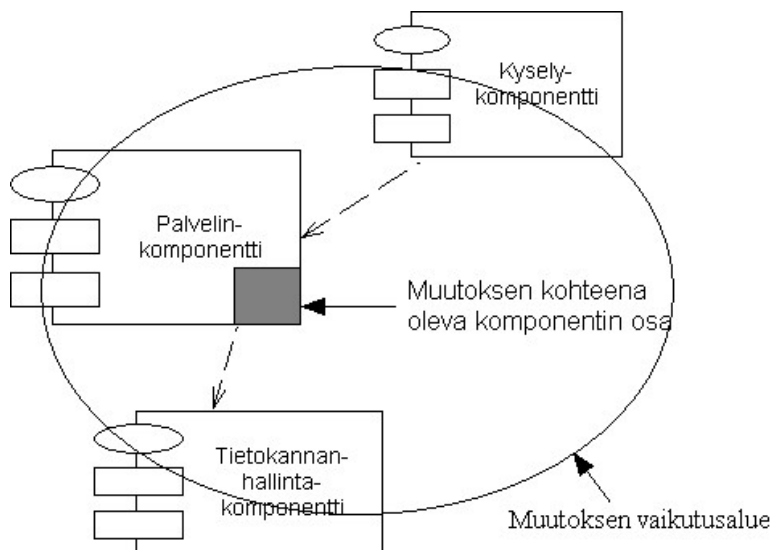 Kysely-
komponentti
Palvelin-
komponentti
Muutoksen kohteena
oleva komponentin osa
Tietokannan-
hallinta-
komponentti
Muutoksen vaikutusalue